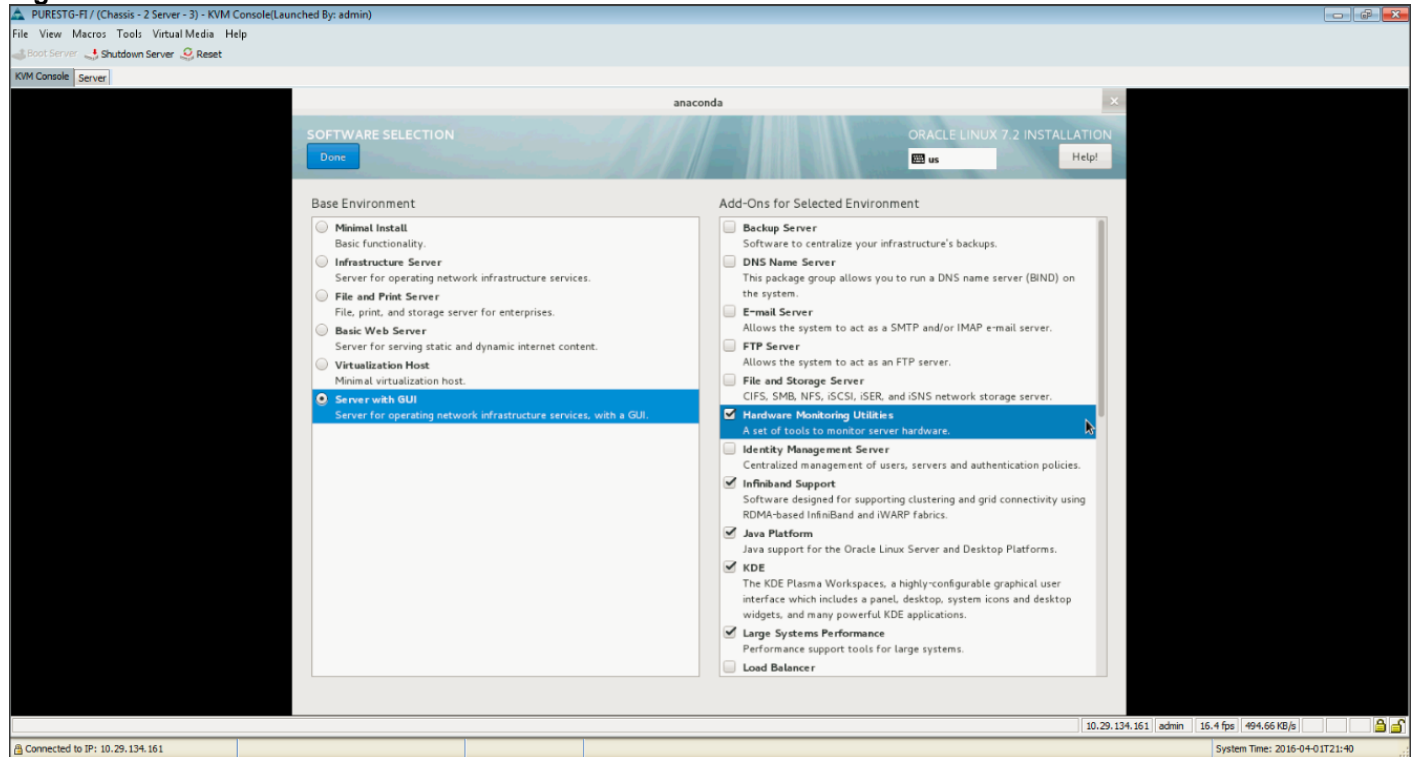 PURESTG-FI / (Chassis - 2 Server - 3) - KVM Console(Launched By: admin)
File View Macros Tools Virtual Media Help
Boot Server Shutdown Server Reset
KVM Console Server
anaconda
SOFTWARE SELECTION
ORACLE LINUX 7.2 INSTALLATION
Done
us
Help!
Base Environment
Minimal Install
Basic functionality.
Infrastructure Server
Server for operating network infrastructure services.
File and Print Server
File, print, and storage server for enterprises.
Basic Web Server
Server for serving static and dynamic internet content.
Virtualization Host
Minimal virtualization host.
Server with GUI
Server for operating network infrastructure services, with a GUI.
Add-Ons for Selected Environment
Backup Server
Software to centralize your infrastructure's backups.
DNS Name Server
This package group allows you to run a DNS name server (BIND) on
the system.
E-mail Server
Allows the system to act as a SMTP and/or IMAP e-mail server.
FTP Server
Allows the system to act as an FTP server.
File and Storage Server
CIFS, SMB, NFS, iSCSI, iSER, and iSNS network storage server.
Hardware Monitoring Utilities
A set of tools to monitor server hardware.
Identity Management Server
Centralized management of users, servers and authentication policies.
Infiniband Support
Software designed for supporting clustering and grid connectivity using
RDMA-based InfiniBand and iWARP fabrics.
Java Platform
Java support for the Oracle Linux Server and Desktop Platforms.
KDE
The KDE Plasma Workspaces, a highly-configurable graphical user
interface which includes a panel, desktop, system icons and desktop
widgets, and many powerful KDE applications.
Large Systems Performance
Performance support tools for large systems.
Load Balancer
10.29.134.161 admin 16.4 fps 494.66 KB/s
Connected to IP: 10.29.134.161
System Time: 2016-04-01T21:40